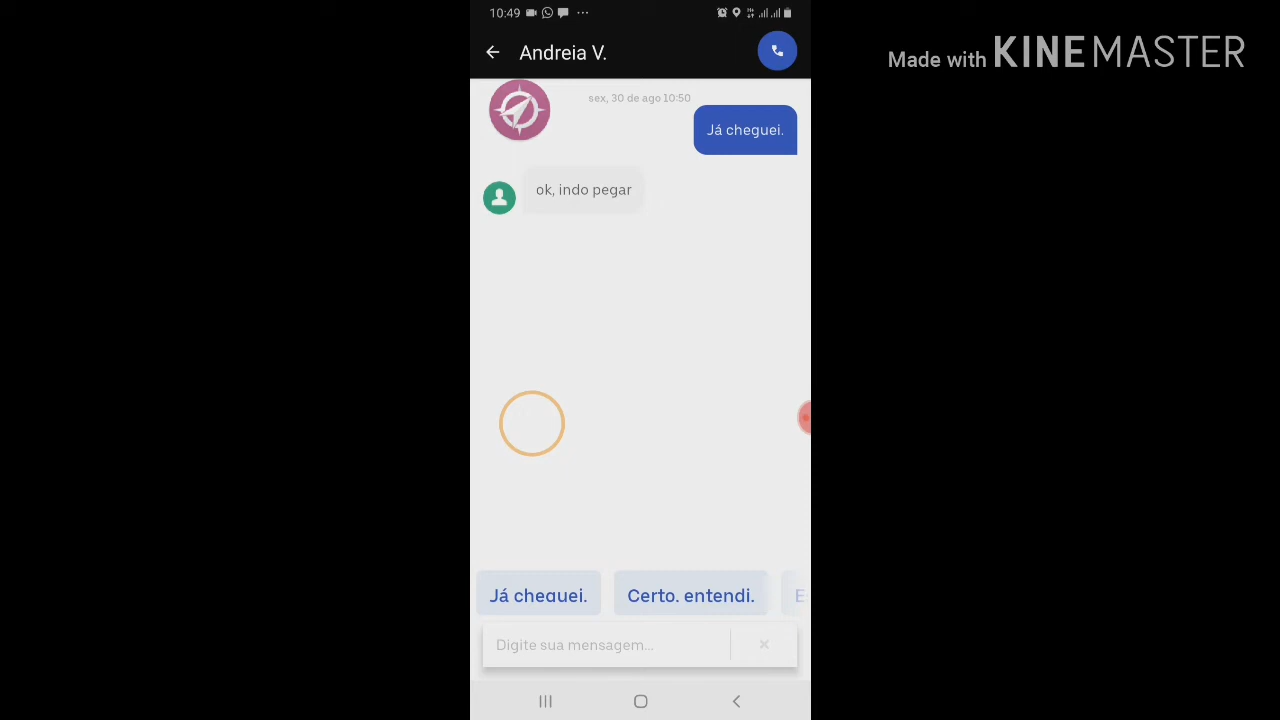 10:49
Made with KINEMASTER
Andreia V.
sex, 30 de ago 10:50
Já cheguei.
ok, indo pegar
Já cheguei.
Certo, entendi.
E
Digite sua mensagem...